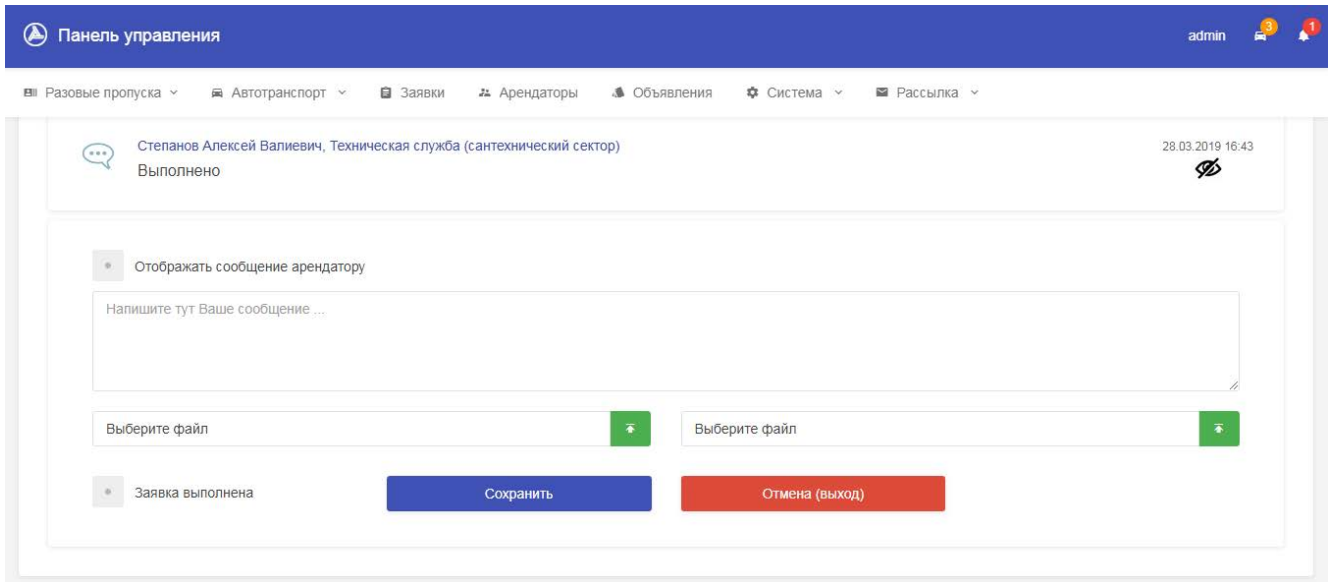 Панель управления
admin
3
1
Разовые пропуска
Автотранспорт
Заявки
Арендаторы
Объявления
Система
Рассылка
Степанов Алексей Валиевич, Техническая служба (сантехнический сектор)
28.03.2019 16:43
Выполнено
Отображать сообщение арендатору
Напишите тут Ваше сообщение ...
Выберите файл
Выберите файл
Заявка выполнена
Сохранить
Отмена (выход)